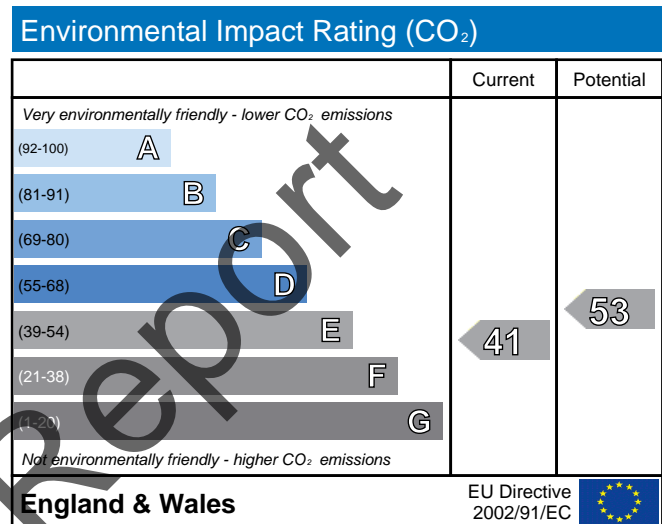 Environmental Impact Rating (CO₂)
Current Potential
Very environmentally friendly - lower CO₂ emissions
(92-100) A
(81-91) B
(69-80) C
(55-68) D
(39-54) E
(21-38) F
(1-20) G
41
53
Not environmentally friendly - higher CO₂ emissions
England & Wales
EU Directive
2002/91/EC
Report